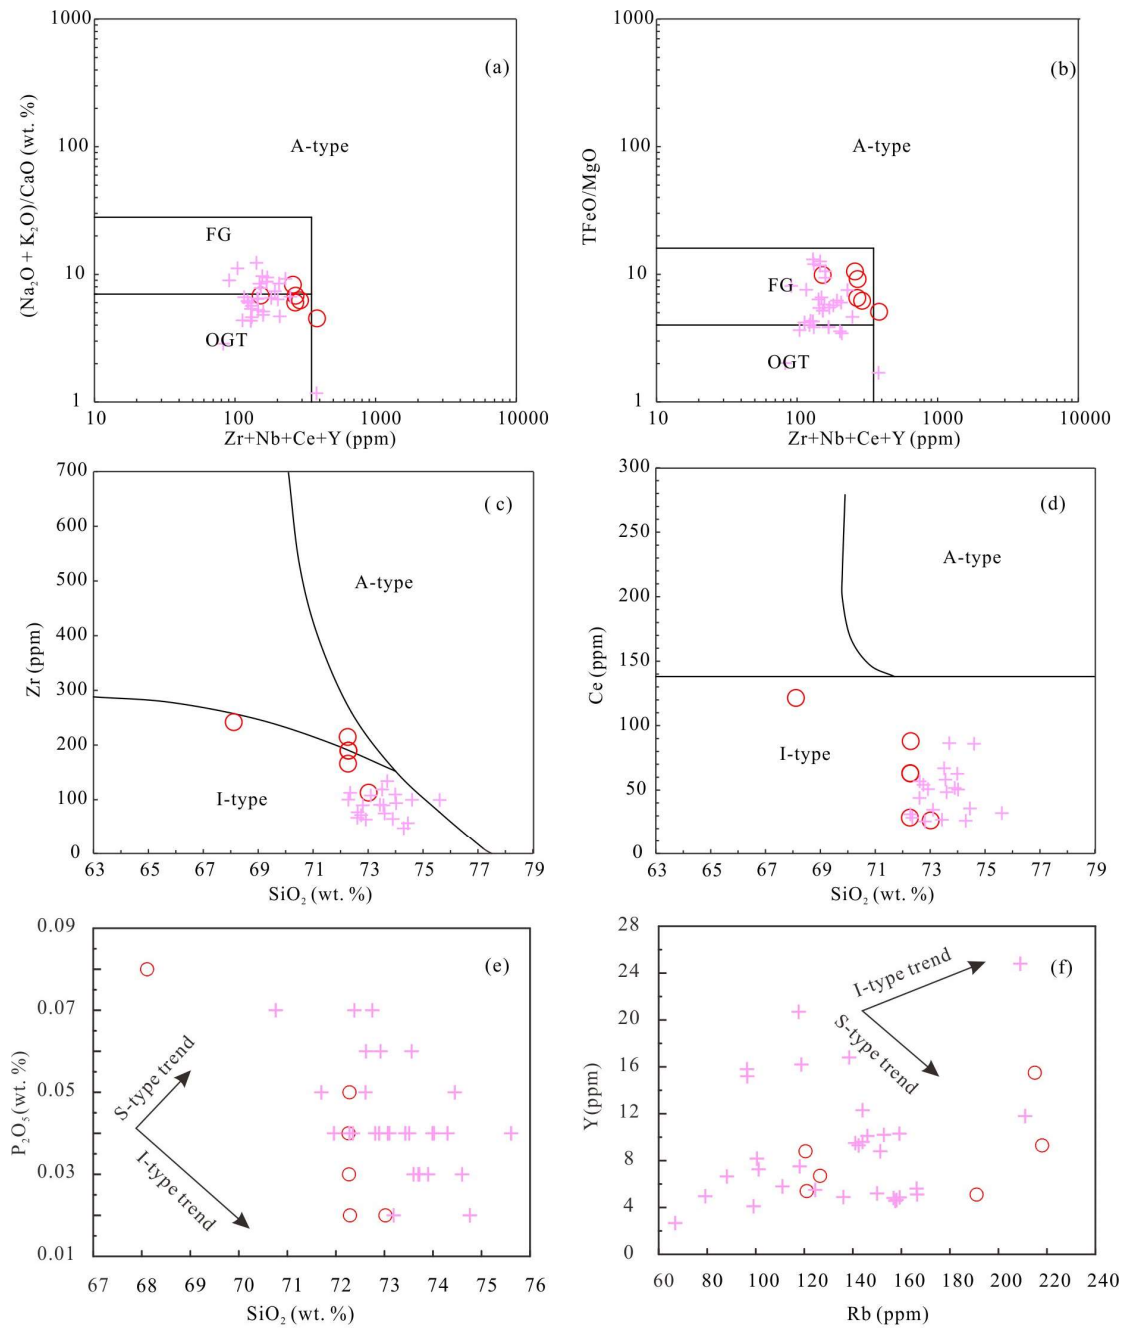 1000
(a)
(Na₂O + K₂O)/CaO (wt. %)
100
A-type
FG
10
OGT
1
10
100
1000
10000
Zr+Nb+Ce+Y (ppm)
1000
(b)
TFeO/MgO
100
A-type
10
FG
OGT
1
10
100
1000
10000
Zr+Nb+Ce+Y (ppm)
700
(c)
600
A-type
500
400
Zr (ppm)
300
200
I-type
100
0
63
65
67
69
71
73
75
77
79
SiO₂ (wt. %)
300
(d)
250
A-type
200
150
Ce (ppm)
100
I-type
50
0
63
65
67
69
71
73
75
77
79
SiO₂ (wt. %)
0.09
(e)
0.07
P₂O₅ (wt. %)
S-type trend
0.05
I-type trend
0.03
0.01
67
68
69
70
71
72
73
74
75
76
SiO₂ (wt. %)
28
I-type trend
(f)
24
20
S-type trend
16
Y(ppm)
12
8
4
0
60
80
100
120
140
160
180
200
220
240
Rb (ppm)